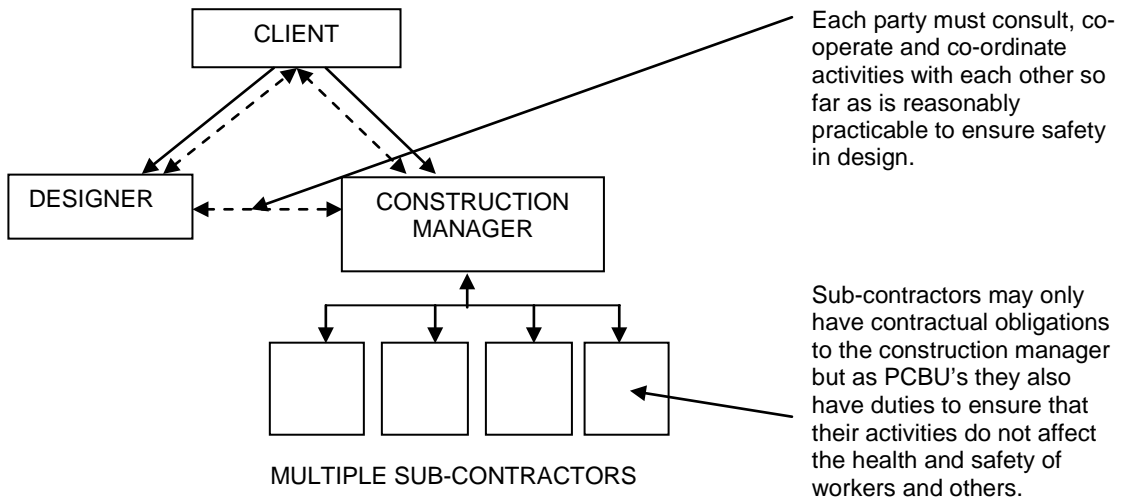 CLIENT
Each party must consult, co-
operate and co-ordinate
activities with each other so
far as is reasonably
practicable to ensure safety
in design.
DESIGNER
CONSTRUCTION
MANAGER
Sub-contractors may only
have contractual obligations
to the construction manager
but as PCBU’s they also
have duties to ensure that
their activities do not affect
the health and safety of
workers and others.
MULTIPLE SUB-CONTRACTORS